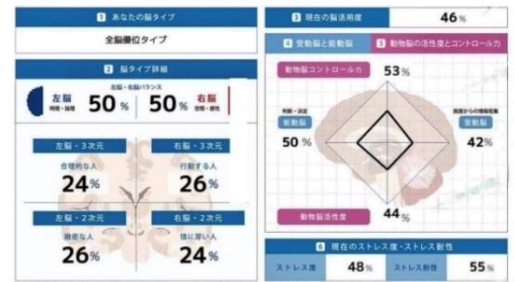 1 あなたの脳タイプ
全脳優位タイプ
2 脳タイプ詳細
左脳・右脳バランス
左脳 50% 50% 右脳
左脳・3次元
合理的な人
24%
右脳・3次元
行動する人
26%
左脳・2次元
緻密な人
26%
右脳・2次元
情に厚い人
24%
3 現在の脳活用度 46%
4 受動脳と能動脳
5 動物脳の活性度とコントロール力
動物脳コントロール力 53%
判断・決定
能動脳
50%
受動脳
42%
動物脳活性度 44%
6 現在のストレス度・ストレス耐性
ストレス度 48% ストレス耐性 55%